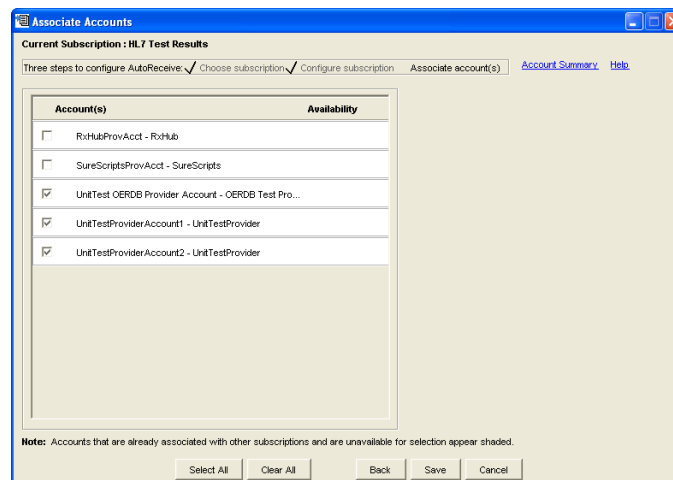 Associate Accounts
Current Subscription : HL7 Test Results
Three steps to configure AutoReceive: Choose subscription Configure subscription Associate account(s) Account Summary Help
Account(s) Availability
RxHubProvAcct - RxHub
SureScriptsProvAcct - SureScripts
UnitTest OERDB Provider Account - OERDB Test Pro...
UnitTestProviderAccount1 - UnitTestProvider
UnitTestProviderAccount2 - UnitTestProvider
Note: Accounts that are already associated with other subscriptions and are unavailable for selection appear shaded.
Select All Clear All Back Save Cancel